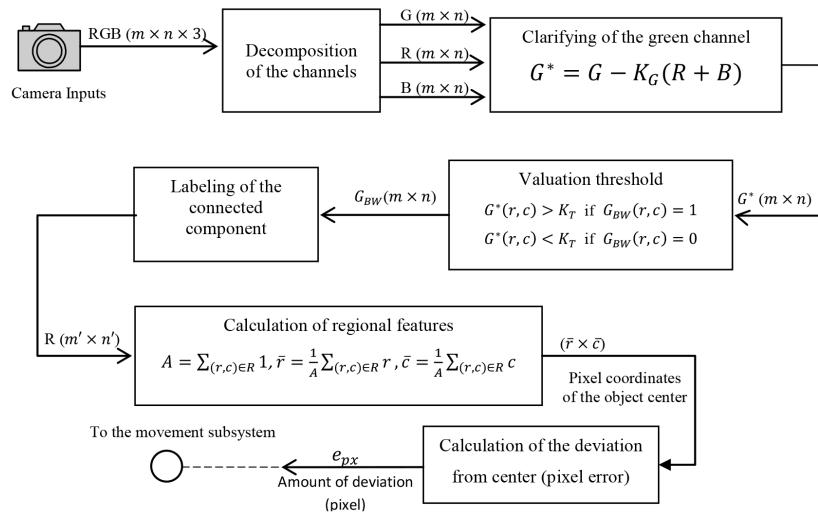 RGB (m × n × 3)
Camera Inputs
Decomposition
of the channels
G (m × n)
R (m × n)
B (m × n)
Clarifying of the green channel
G* = G − K_G(R + B)
G* (m × n)
Valuation threshold
G*(r, c) > K_T if G_BW(r, c) = 1
G*(r, c) < K_T if G_BW(r, c) = 0
G_BW(m × n)
Labeling of the
connected
component
R (m′ × n′)
Calculation of regional features
A = ∑_(r,c)∈R 1, r̄ = 1/A ∑_(r,c)∈R r , c̄ = 1/A ∑_(r,c)∈R c
(r̄ × c̄)
Pixel coordinates
of the object center
Calculation of the deviation
from center (pixel error)
e_px
Amount of deviation
(pixel)
To the movement subsystem